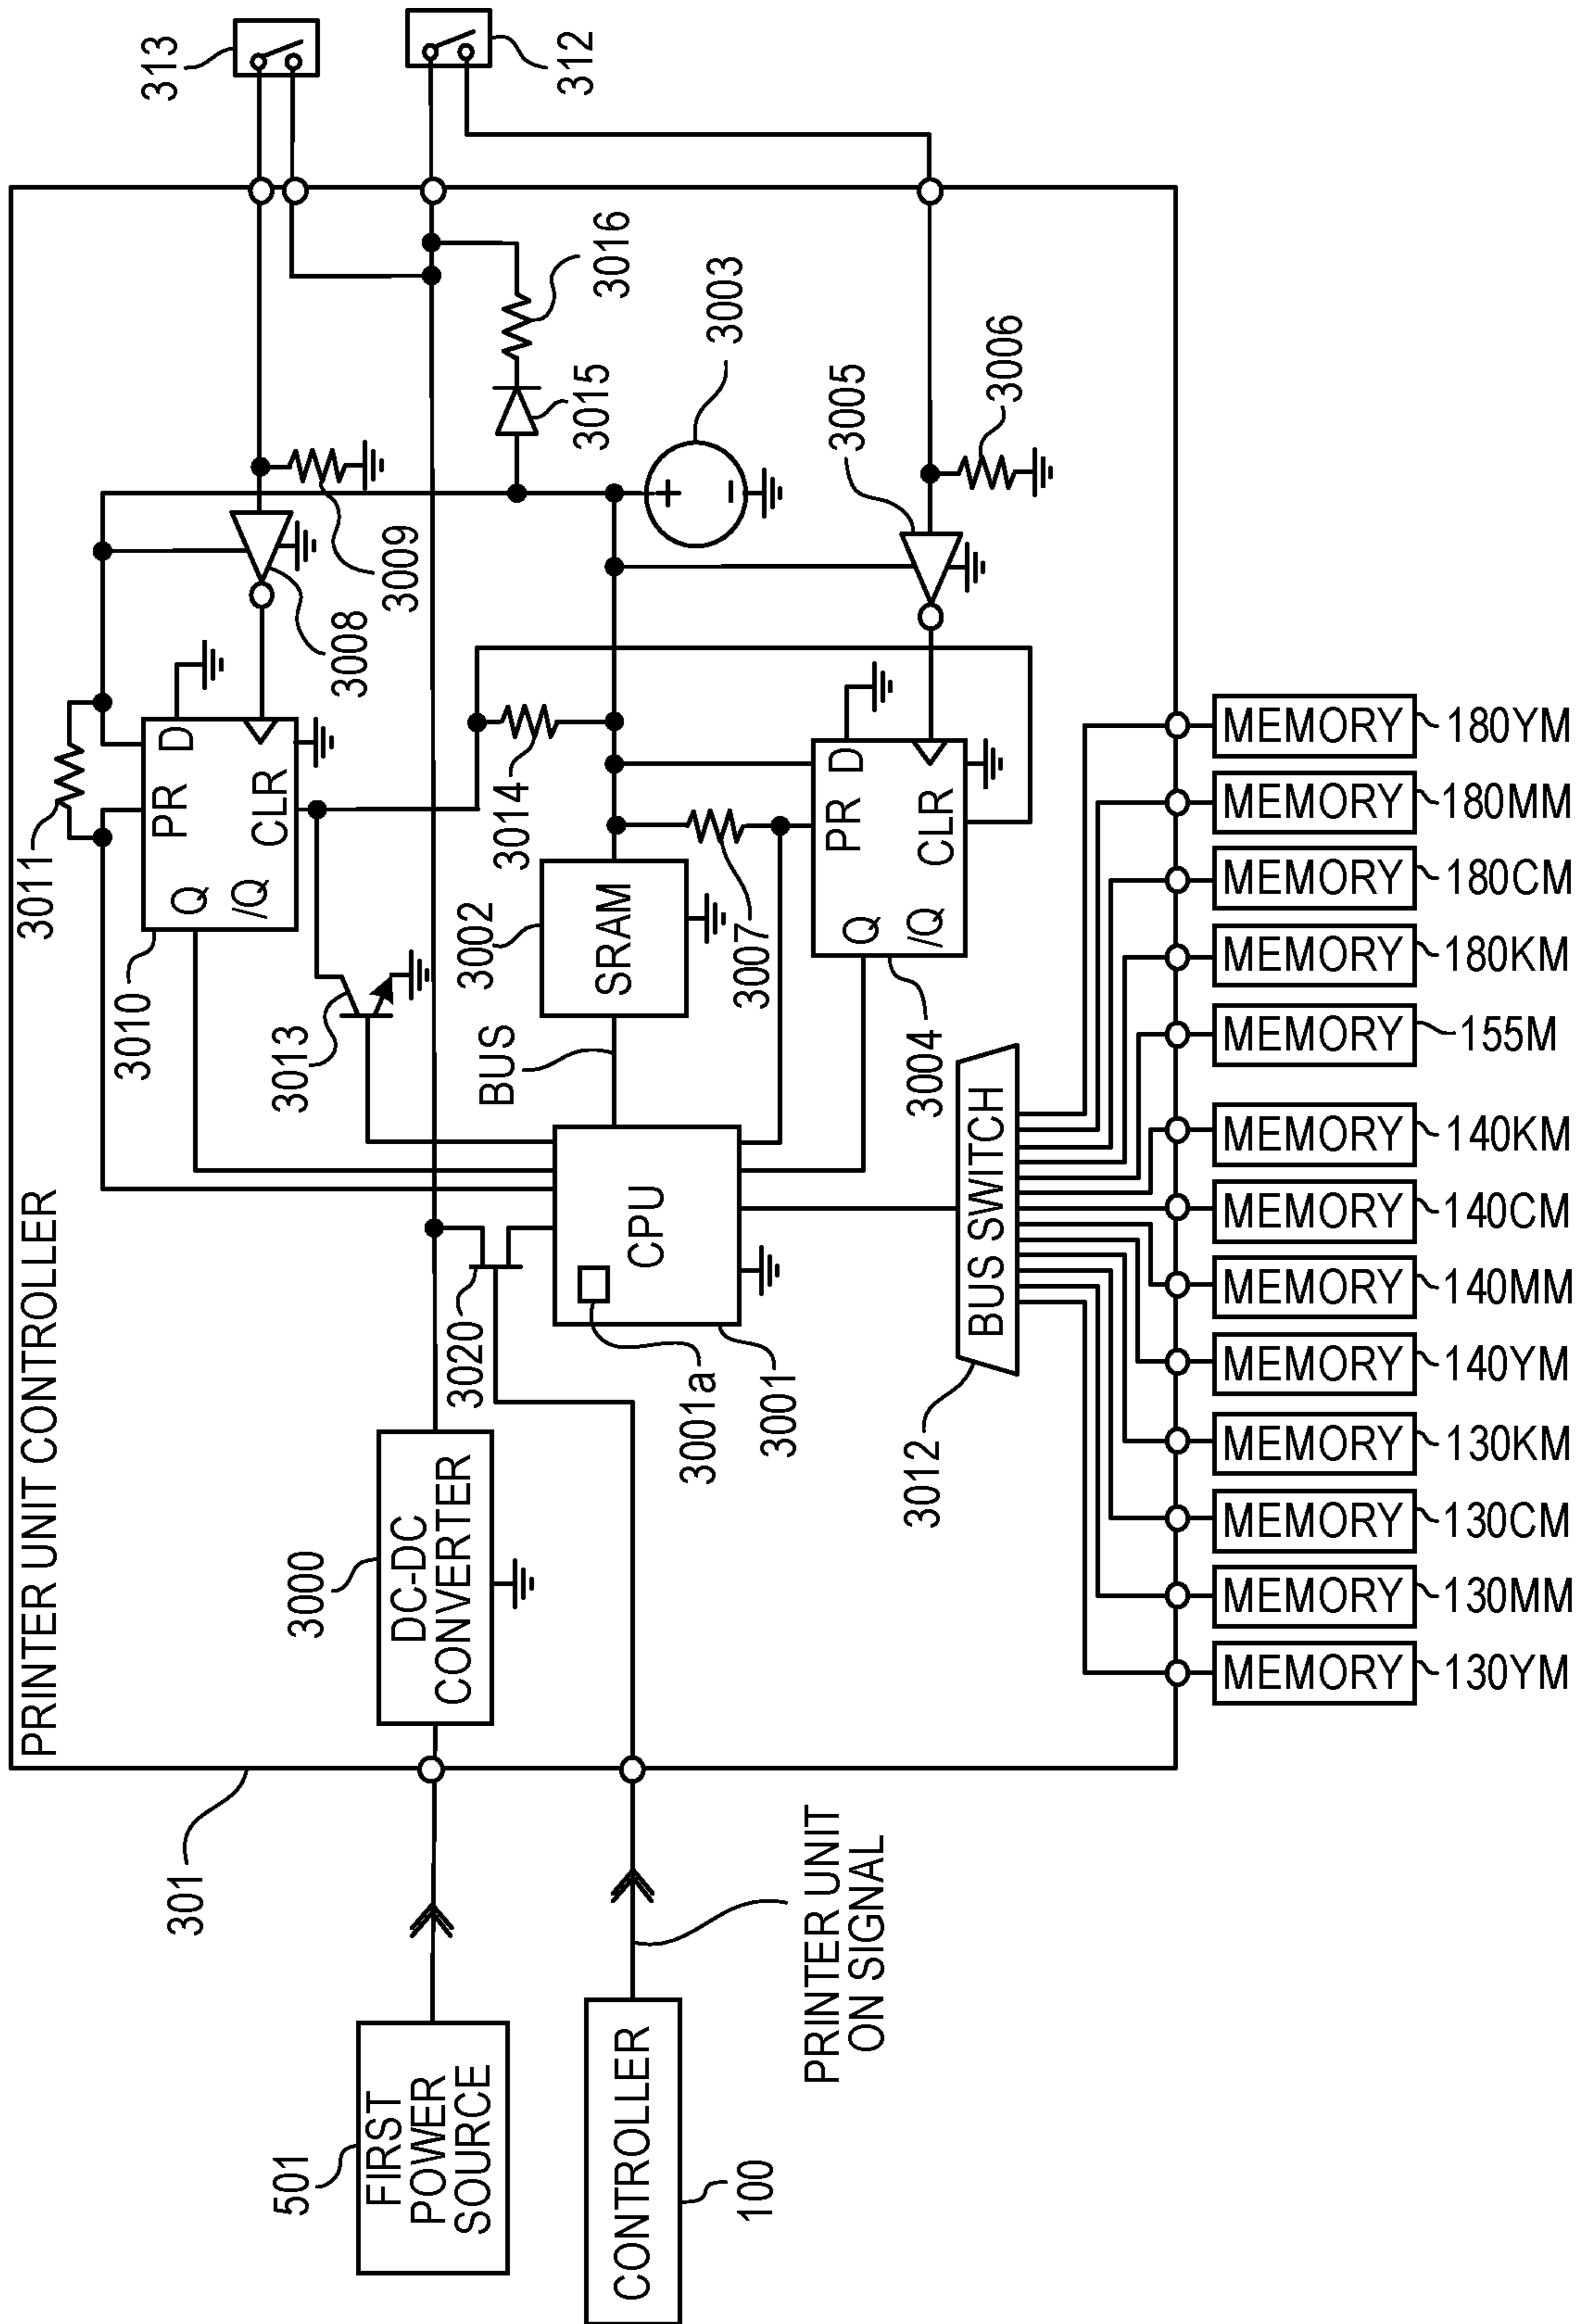 PRINTER UNIT CONTROLLER
301
501
FIRST
POWER
SOURCE
CONTROLLER
100
PRINTER UNIT
ON SIGNAL
3000
DC-DC
CONVERTER
3020
3001a
3001
CPU
BUS
3002
SRAM
3010
3011
PR
D
Q
/Q
CLR
3013
3014
3008
3009
313
312
3016
3015
3003
+
−
3005
3006
3007
PR
D
Q
/Q
CLR
3004
3012
BUS SWITCH
MEMORY
130YM
MEMORY
130MM
MEMORY
130CM
MEMORY
130KM
MEMORY
140YM
MEMORY
140MM
MEMORY
140CM
MEMORY
140KM
MEMORY
155M
MEMORY
180KM
MEMORY
180CM
MEMORY
180MM
MEMORY
180YM